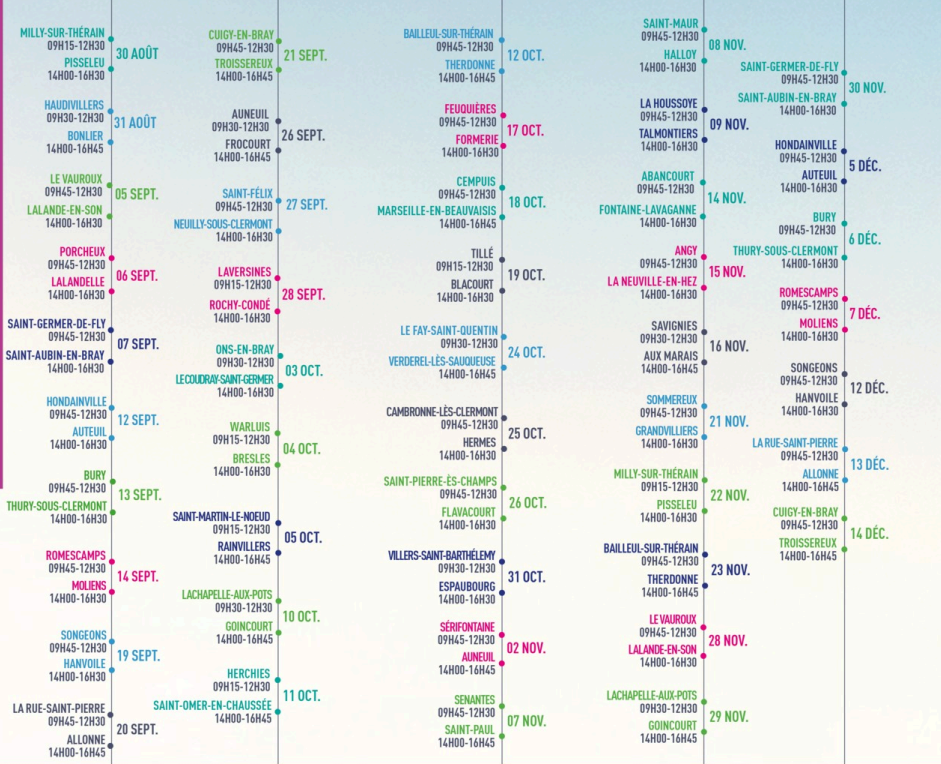 MILLY-SUR-THÉRAIN
09H15-12H30
30 AOÛT
PISSELEU
14H00-16H30
HAUDIVILLERS
09H30-12H30
31 AOÛT
BONLIER
14H00-16H45
LE VAUROUX
09H45-12H30
05 SEPT.
LALANDE-EN-SON
14H00-16H30
PORCHEUX
09H45-12H30
06 SEPT.
LALANDELLE
14H00-16H30
SAINT-GERMER-DE-FLY
09H45-12H30
07 SEPT.
SAINT-AUBIN-EN-BRAY
14H00-16H30
HONDAINVILLE
09H45-12H30
12 SEPT.
AUTEUIL
14H00-16H30
BURY
09H45-12H30
13 SEPT.
THURY-SOUS-CLERMONT
14H00-16H30
ROMESCAMPS
09H45-12H30
14 SEPT.
MOLIENS
14H00-16H30
SONGEONS
09H45-12H30
19 SEPT.
HANVOILE
14H00-16H30
LA RUE-SAINT-PIERRE
09H45-12H30
20 SEPT.
ALLONNE
14H00-16H45
CUIGY-EN-BRAY
09H45-12H30
21 SEPT.
TROISSEREUX
14H00-16H45
AUNEUIL
09H30-12H30
26 SEPT.
FROCOURT
14H00-16H45
SAINT-FÉLIX
09H45-12H30
27 SEPT.
NEUILLY-SOUS-CLERMONT
14H00-16H30
LAVERSINES
09H15-12H30
28 SEPT.
ROCHY-CONDÉ
14H00-16H30
ONS-EN-BRAY
09H30-12H30
03 OCT.
LE COUDRAY-SAINT-GERMER
14H00-16H30
WARLUIS
09H15-12H30
04 OCT.
BRESLES
14H00-16H30
SAINT-MARTIN-LE-NOEUD
09H15-12H30
05 OCT.
RAINVILLERS
14H00-16H45
LACHAPELLE-AUX-POTS
09H30-12H30
10 OCT.
GOINCOURT
14H00-16H45
HERCHIES
09H15-12H30
11 OCT.
SAINT-OMER-EN-CHAUSSÉE
14H00-16H45
BAILLEUL-SUR-THÉRAIN
09H45-12H30
12 OCT.
THERDONNE
14H00-16H45
FEUQUIÈRES
09H45-12H30
17 OCT.
FORMERIE
14H00-16H30
CEMPUIS
09H45-12H30
18 OCT.
MARSEILLE-EN-BEAUVAISIS
14H00-16H45
TILLÉ
09H15-12H30
19 OCT.
BLACOURT
14H00-16H30
LE FAY-SAINT-QUENTIN
09H30-12H30
24 OCT.
VERDEREL-LÈS-SAUQUEUSE
14H00-16H45
CAMBRONNE-LÈS-CLERMONT
09H45-12H30
25 OCT.
HERMES
14H00-16H30
SAINT-PIERRE-ÈS-CHAMPS
09H45-12H30
26 OCT.
FLAVACOURT
14H00-16H30
VILLERS-SAINT-BARTHÉLEMY
09H30-12H30
31 OCT.
ESPAUBOURG
14H00-16H30
SÉRIFONTAINE
09H45-12H30
02 NOV.
AUNEUIL
14H00-16H45
SENANTES
09H45-12H30
07 NOV.
SAINT-PAUL
14H00-16H45
SAINT-MAUR
09H45-12H30
08 NOV.
HALLOY
14H00-16H30
LA HOUSSOYE
09H45-12H30
09 NOV.
TALMONTIERS
14H00-16H30
ABANCOURT
09H45-12H30
14 NOV.
FONTAINE-LAVAGANNE
14H00-16H30
ANGY
09H45-12H30
15 NOV.
LA NEUVILLE-EN-HEZ
14H00-16H30
SAVIGNIES
09H30-12H30
16 NOV.
AUX MARAIS
14H00-16H45
SOMMEREUX
09H45-12H30
21 NOV.
GRANDVILLIERS
14H00-16H30
MILLY-SUR-THÉRAIN
09H15-12H30
22 NOV.
PISSELEU
14H00-16H30
BAILLEUL-SUR-THÉRAIN
09H45-12H30
23 NOV.
THERDONNE
14H00-16H45
LE VAUROUX
09H45-12H30
28 NOV.
LALANDE-EN-SON
14H00-16H30
LACHAPELLE-AUX-POTS
09H30-12H30
29 NOV.
GOINCOURT
14H00-16H45
SAINT-GERMER-DE-FLY
09H45-12H30
30 NOV.
SAINT-AUBIN-EN-BRAY
14H00-16H30
HONDAINVILLE
09H45-12H30
5 DÉC.
AUTEUIL
14H00-16H30
BURY
09H45-12H30
6 DÉC.
THURY-SOUS-CLERMONT
14H00-16H30
ROMESCAMPS
09H45-12H30
7 DÉC.
MOLIENS
14H00-16H30
SONGEONS
09H45-12H30
12 DÉC.
HANVOILE
14H00-16H30
LA RUE-SAINT-PIERRE
09H45-12H30
13 DÉC.
ALLONNE
14H00-16H45
CUIGY-EN-BRAY
09H45-12H30
14 DÉC.
TROISSEREUX
14H00-16H45